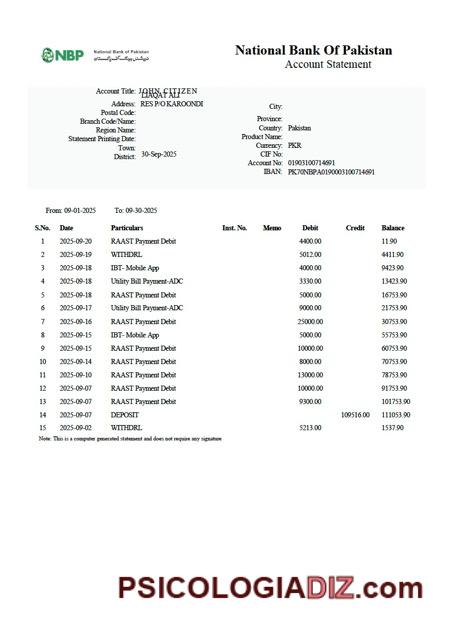 NBP
National Bank of Pakistan
National Bank Of Pakistan
Account Statement
Account Title: JOHN CITIZEN
LIAQAT ALI
Address: RES P/O KAROONDI
City:
Postal Code:
Province:
Branch Code/Name:
Country: Pakistan
Region Name:
Product Name:
Statement Printing Date:
Currency: PKR
Town:
CIF No:
District: 30-Sep-2025
Account No: 01903100714691
IBAN: PK70NBPA0190003100714691
From: 09-01-2025 To: 09-30-2025
S.No. Date Particulars Inst. No. Memo Debit Credit Balance
1 2025-09-20 RAAST Payment Debit 4400.00 11.90
2 2025-09-19 WITHDRL 5012.00 4411.90
3 2025-09-18 IBT- Mobile App 4000.00 9423.90
4 2025-09-18 Utility Bill Payment-ADC 3330.00 13423.90
5 2025-09-18 RAAST Payment Debit 5000.00 16753.90
6 2025-09-17 Utility Bill Payment-ADC 9000.00 21753.90
7 2025-09-16 RAAST Payment Debit 25000.00 30753.90
8 2025-09-15 IBT- Mobile App 5000.00 55753.90
9 2025-09-15 RAAST Payment Debit 10000.00 60753.90
10 2025-09-14 RAAST Payment Debit 8000.00 70753.90
11 2025-09-10 RAAST Payment Debit 13000.00 78753.90
12 2025-09-07 RAAST Payment Debit 10000.00 91753.90
13 2025-09-07 RAAST Payment Debit 9300.00 101753.90
14 2025-09-07 DEPOSIT 109516.00 111053.90
15 2025-09-02 WITHDRL 5213.00 1537.90
Note: This is a computer generated statement and does not require any signature
PSICOLOGIADIZ.com